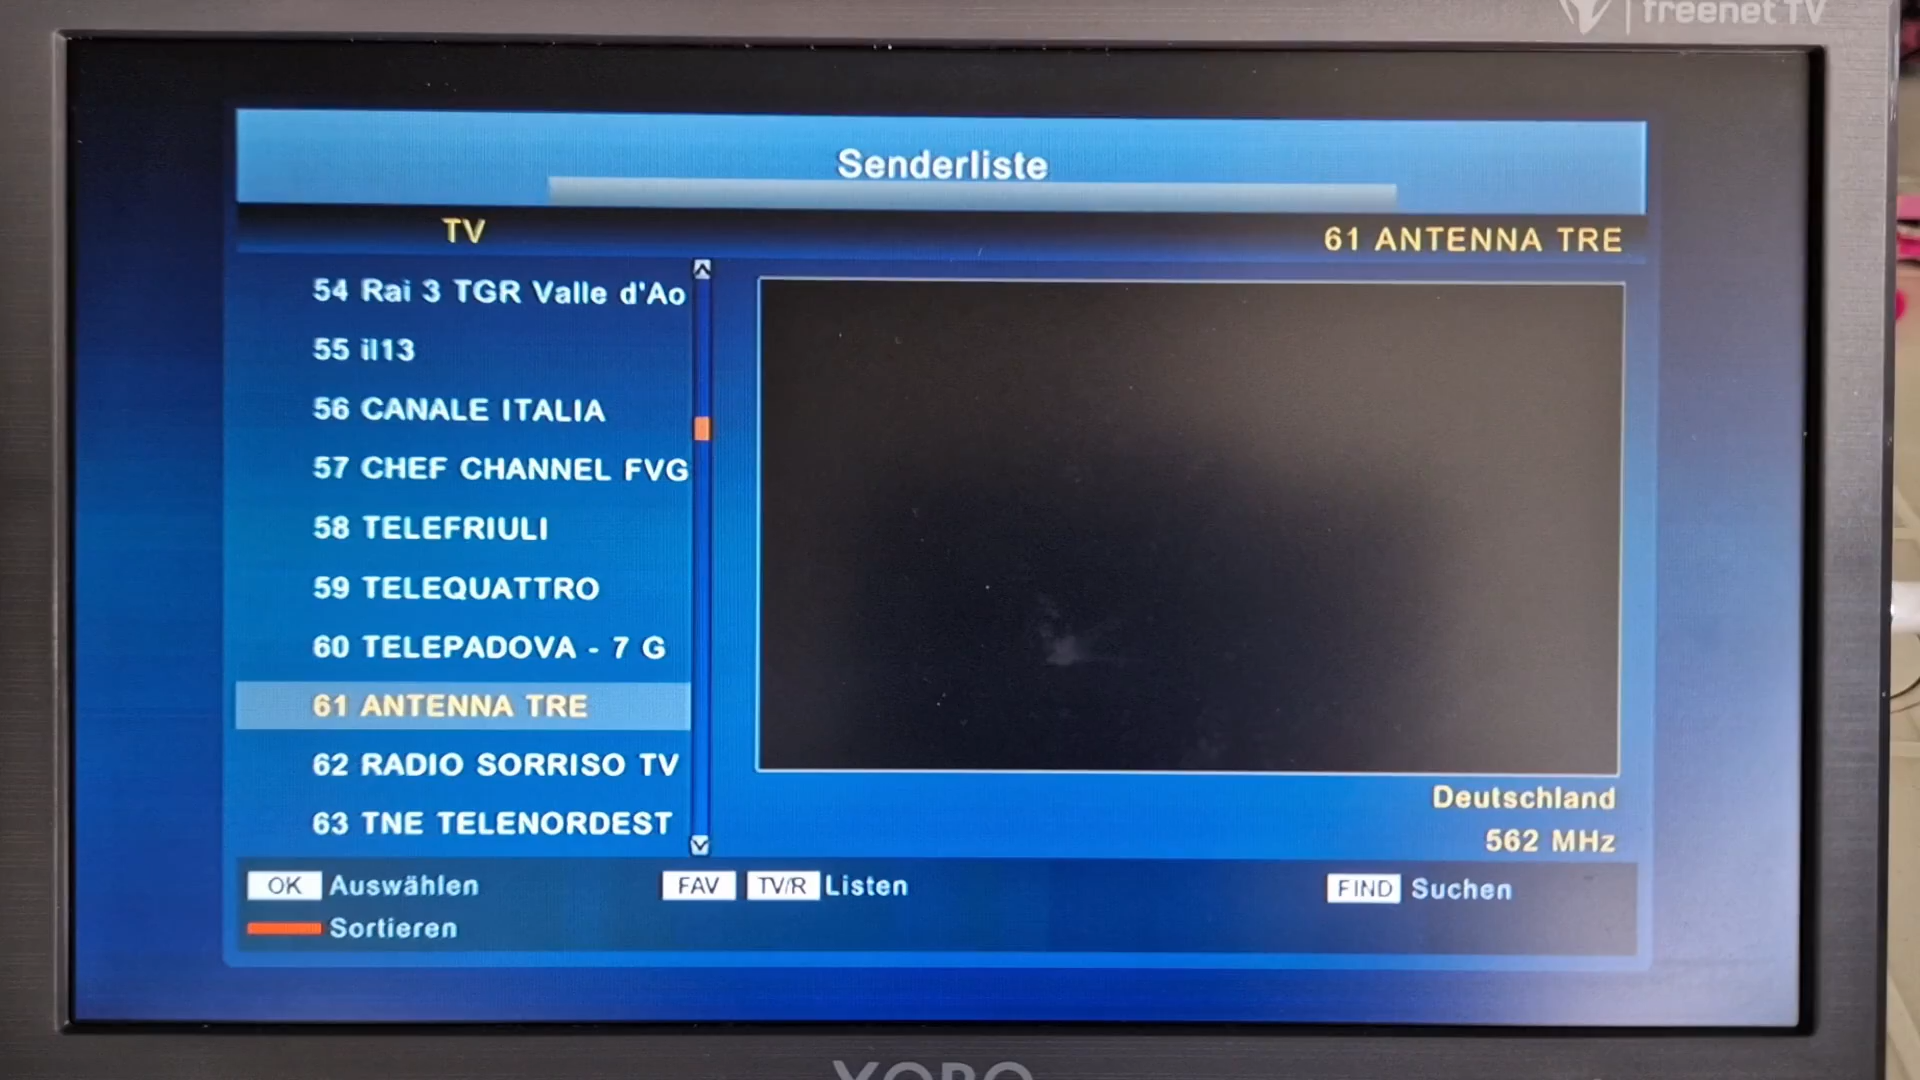 freenet TV
Senderliste
TV
61 ANTENNA TRE
54 Rai 3 TGR Valle d'Ao
55 il13
56 CANALE ITALIA
57 CHEF CHANNEL FVG
58 TELEFRIULI
59 TELEQUATTRO
60 TELEPADOVA - 7 G
61 ANTENNA TRE
62 RADIO SORRISO TV
63 TNE TELENORDEST
Deutschland
562 MHz
OK Auswählen
FAV TV/R Listen
FIND Suchen
Sortieren